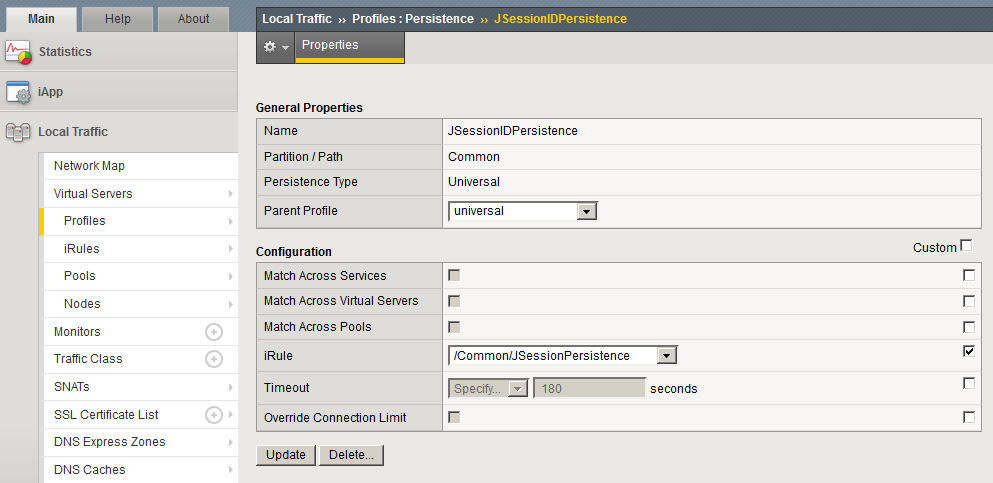 Main
Help
About
Local Traffic ›› Profiles : Persistence ›› JSessionIDPersistence
Properties
Statistics
iApp
Local Traffic
Network Map
Virtual Servers
Profiles
iRules
Pools
Nodes
Monitors
Traffic Class
SNATs
SSL Certificate List
DNS Express Zones
DNS Caches
General Properties
Name JSessionIDPersistence
Partition / Path Common
Persistence Type Universal
Parent Profile universal
Configuration Custom
Match Across Services
Match Across Virtual Servers
Match Across Pools
iRule /Common/JSessionPersistence
Timeout Specify... 180 seconds
Override Connection Limit
Update Delete...